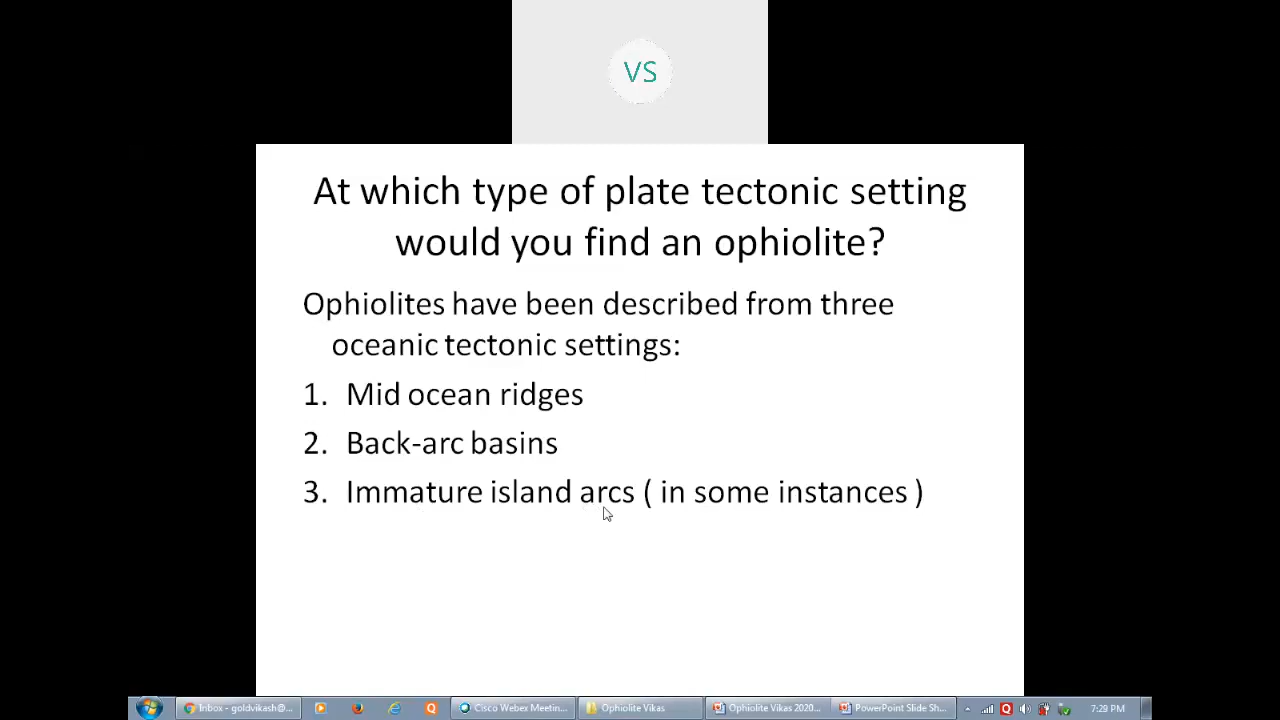 VS
At which type of plate tectonic setting
would you find an ophiolite?
Ophiolites have been described from three
oceanic tectonic settings:
1. Mid ocean ridges
2. Back-arc basins
3. Immature island arcs ( in some instances )
Inbox - goldvikash@... Cisco Webex Meetin... Ophiolite Vikas Ophiolite Vikas 2020... PowerPoint Slide Sh... 7:29 PM